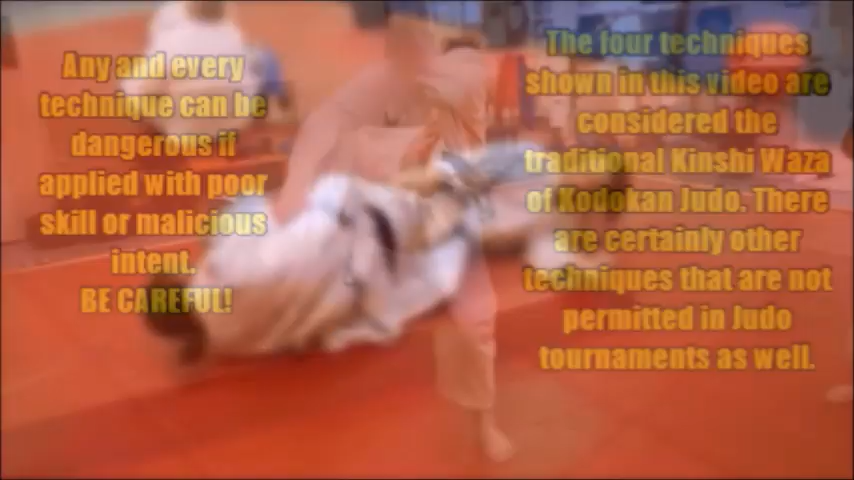 Any and every
technique can be
dangerous if
applied with poor
skill or malicious
intent.
BE CAREFUL!
The four techniques
shown in this video are
considered the
traditional Kinshi Waza
of Kodokan Judo. There
are certainly other
techniques that are not
permitted in Judo
tournaments as well.